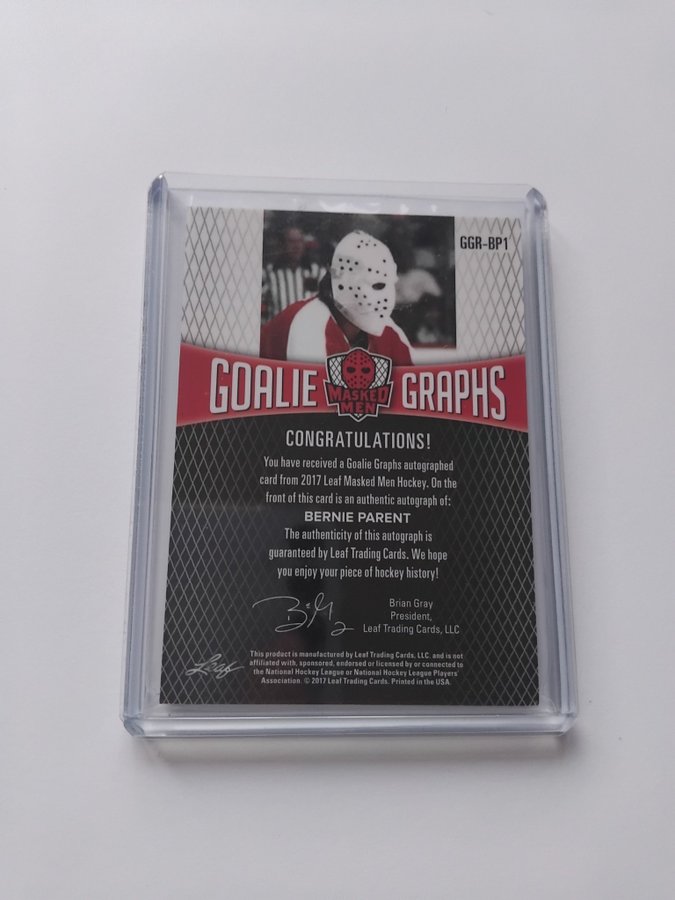 GGR-BP1
GOALIE MASKED MEN GRAPHS
CONGRATULATIONS!
You have received a Goalie Graphs autographed
card from 2017 Leaf Masked Men Hockey. On the
front of this card is an authentic autograph of:
BERNIE PARENT
The authenticity of this autograph is
guaranteed by Leaf Trading Cards. We hope
you enjoy your piece of hockey history!
Brian Gray
President,
Leaf Trading Cards, LLC
Leaf
This product is manufactured by Leaf Trading Cards, LLC. and is not
affiliated with, sponsored, endorsed or licensed by or connected to
the National Hockey League or National Hockey League Players'
Association. © 2017 Leaf Trading Cards. Printed in the USA.